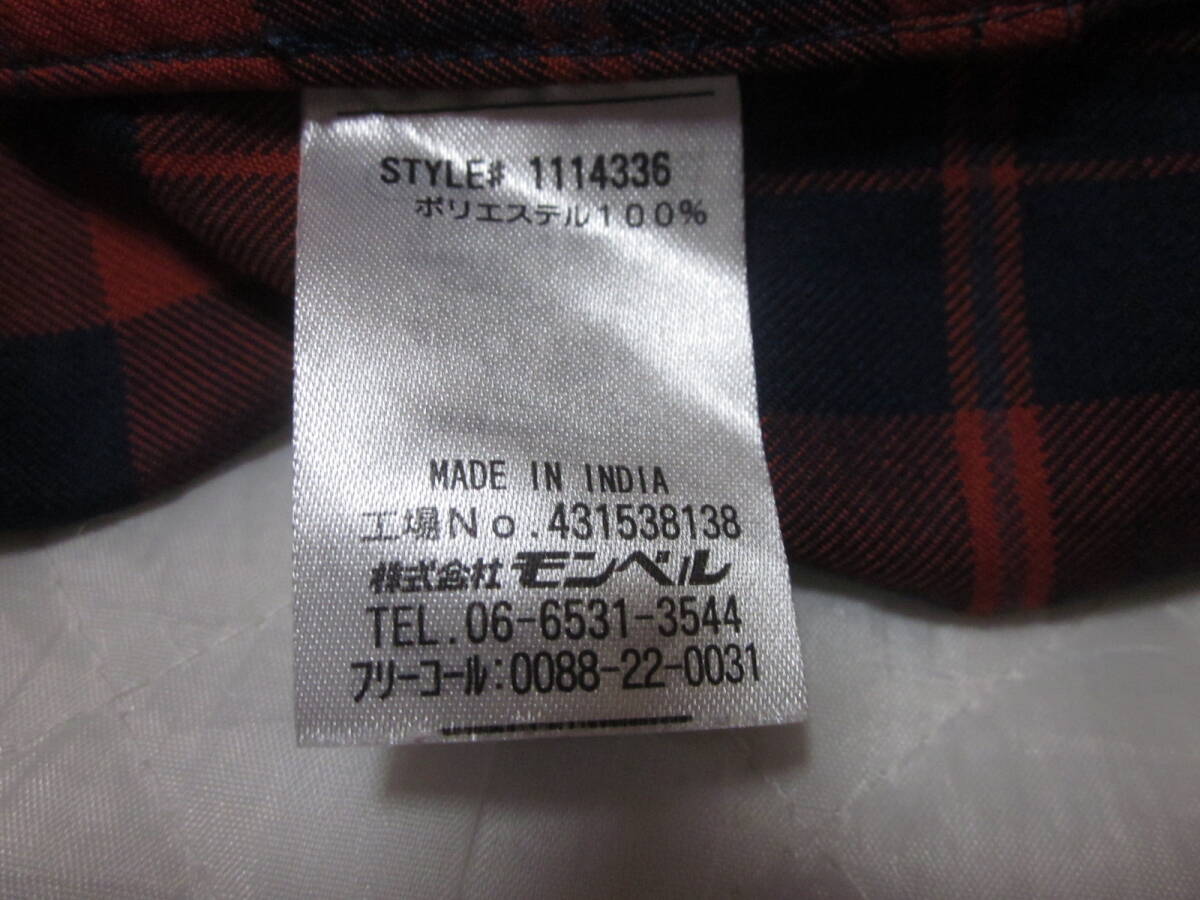 STYLE# 1114336
ポリエステル100%
MADE IN INDIA
工場No.431538138
株式会社 モンベル
TEL.06-6531-3544
フリーコール:0088-22-0031